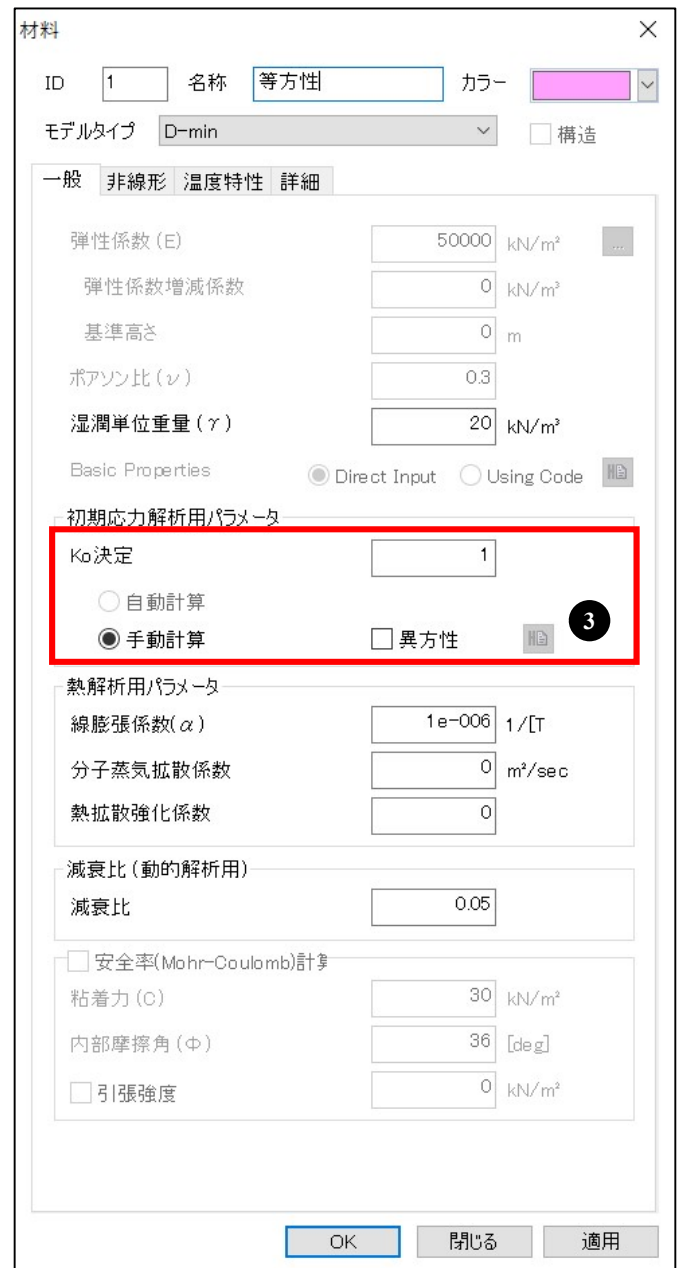 材料
ID 1 名称 等方性 カラー
モデルタイプ D-min 構造
一般 非線形 温度特性 詳細
弾性係数(E) 50000 kN/m² ...
弾性係数増減係数 0 kN/m³
基準高さ 0 m
ポアソン比(ν) 0.3
湿潤単位重量(γ) 20 kN/m³
Basic Properties Direct Input Using Code
初期応力解析用パラメータ
Ko決定 1
自動計算
手動計算 異方性 3
熱解析用パラメータ
線膨張係数(α) 1e-006 1/[T
分子蒸気拡散係数 0 m²/sec
熱拡散強化係数 0
減衰比(動的解析用)
減衰比 0.05
安全率(Mohr-Coulomb)計算
粘着力(C) 30 kN/m²
内部摩擦角(Φ) 36 [deg]
引張強度 0 kN/m²
OK 閉じる 適用